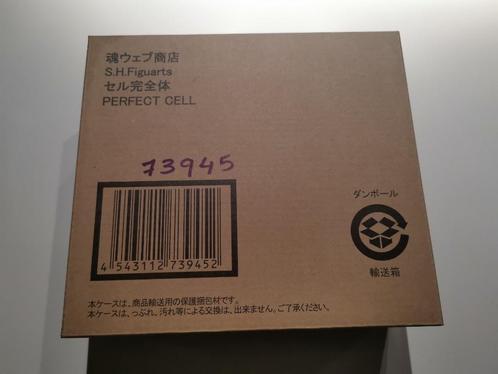 魂ウェブ商店
S.H.Figuarts
セル完全体
PERFECT CELL
73945
4 543112 739452
ダンボール
輸送箱
本ケースは、商品輸送用の保護梱包材です。
本ケースは、つぶれ、汚れ等による交換は、出来ません。ご了承ください。